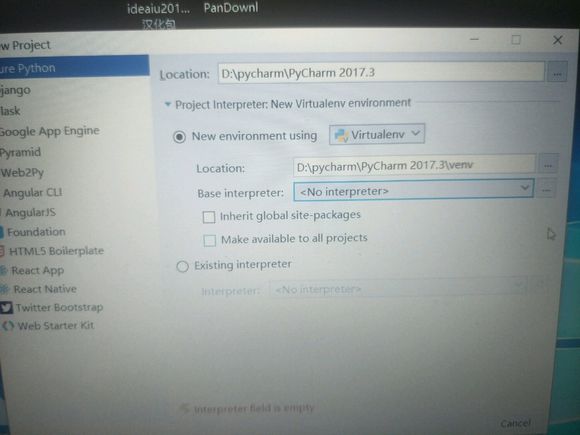 ideaiu201... PanDownl
汉化包
w Project
ure Python
jango
lask
Google App Engine
Pyramid
Web2Py
Angular CLI
AngularJS
Foundation
HTML5 Boilerplate
React App
React Native
Twitter Bootstrap
Web Starter Kit
Location: D:\pycharm\PyCharm 2017.3 ...
Project Interpreter: New Virtualenv environment
New environment using Virtualenv
Location: D:\pycharm\PyCharm 2017.3\venv ...
Base interpreter: <No interpreter> ...
Inherit global site-packages
Make available to all projects
Existing interpreter
Interpreter: <No interpreter>
Interpreter field is empty
Cancel